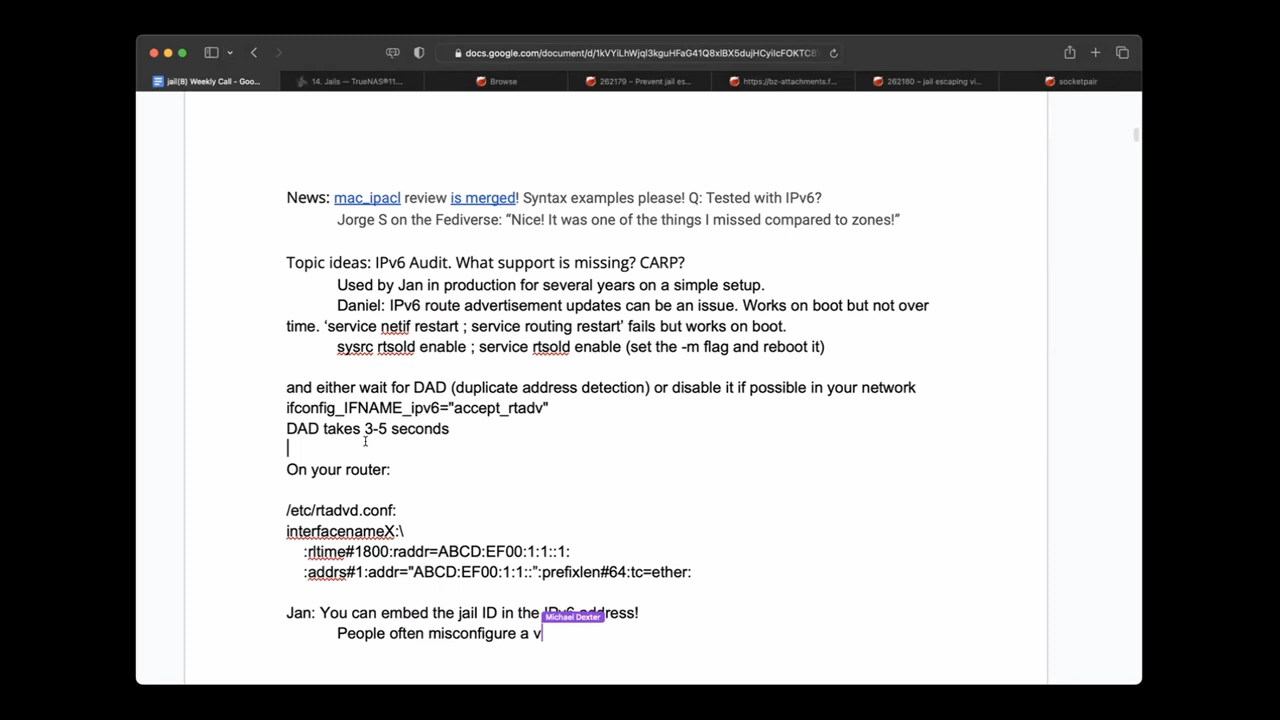 docs.google.com/document/d/1kVYiLhWjqI3kguHFaG41Q8xlBX5dujHCyilcFOKTC8
jail(8) Weekly Call - Goo...
14. Jails — TrueNAS®11...
Browse
262179 – Prevent jail es...
https://bz-attachments.f...
262180 – jail escaping vi...
socketpair
News: mac_ipacl review is merged! Syntax examples please! Q: Tested with IPv6?
Jorge S on the Fediverse: “Nice! It was one of the things I missed compared to zones!”
Topic ideas: IPv6 Audit. What support is missing? CARP?
Used by Jan in production for several years on a simple setup.
Daniel: IPv6 route advertisement updates can be an issue. Works on boot but not over
time. ‘service netif restart ; service routing restart’ fails but works on boot.
sysrc rtsold enable ; service rtsold enable (set the -m flag and reboot it)
and either wait for DAD (duplicate address detection) or disable it if possible in your network
ifconfig_IFNAME_ipv6="accept_rtadv"
DAD takes 3-5 seconds
On your router:
/etc/rtadvd.conf:
interfacenameX:\
:rltime#1800:raddr=ABCD:EF00:1:1::1:
:addrs#1:addr="ABCD:EF00:1:1::”:prefixlen#64:tc=ether:
Jan: You can embed the jail ID in the IPv6 address!
Michael Dexter
People often misconfigure a v